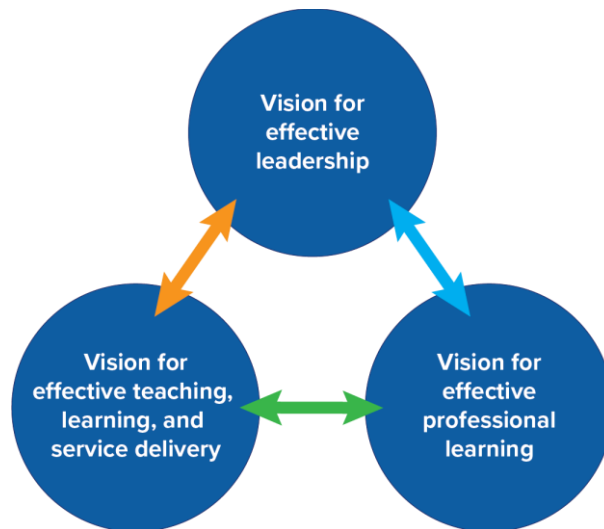 Vision for
effective
leadership
Vision for
effective teaching,
learning, and
service delivery
Vision for
effective
professional
learning